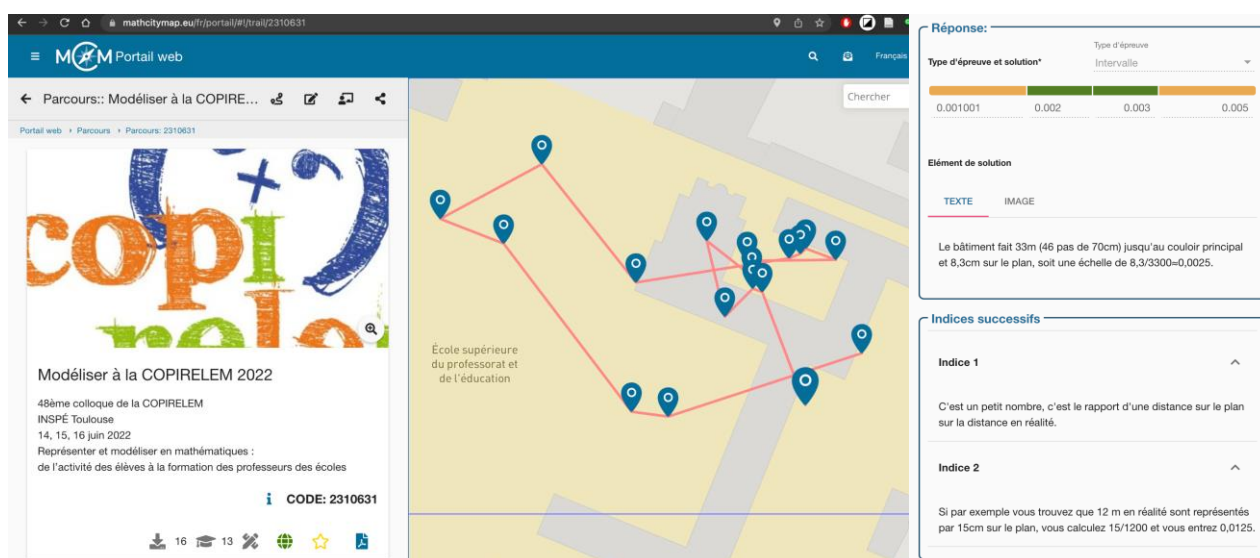 mathcitymap.eu/fr/portail/#!/trail/2310631
MCM Portail web
Français
Parcours:: Modéliser à la COPIRE...
Portail web › Parcours › Parcours: 2310631
copi
relem
Modéliser à la COPIRELEM 2022
48ème colloque de la COPIRELEM
INSPÉ Toulouse
14, 15, 16 juin 2022
Représenter et modéliser en mathématiques :
de l'activité des élèves à la formation des professeurs des écoles
i CODE: 2310631
16 13
Chercher
École supérieure
du professorat et
de l'éducation
Réponse:
Type d'épreuve
Type d'épreuve et solution* Intervalle
0.001001 0.002 0.003 0.005
Elément de solution
TEXTE IMAGE
Le bâtiment fait 33m (46 pas de 70cm) jusqu'au couloir principal
et 8,3cm sur le plan, soit une échelle de 8,3/3300=0,0025.
Indices successifs
Indice 1
C'est un petit nombre, c'est le rapport d'une distance sur le plan
sur la distance en réalité.
Indice 2
Si par exemple vous trouvez que 12 m en réalité sont représentés
par 15cm sur le plan, vous calculez 15/1200 et vous entrez 0,0125.